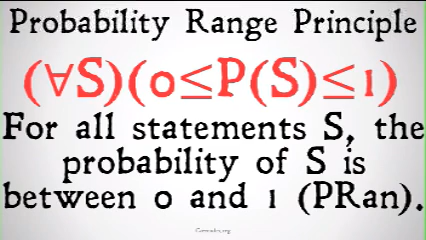 Probability Range Principle
(∀S)(0≤P(S)≤1)
For all statements S, the
probability of S is
between 0 and 1 (PRan).